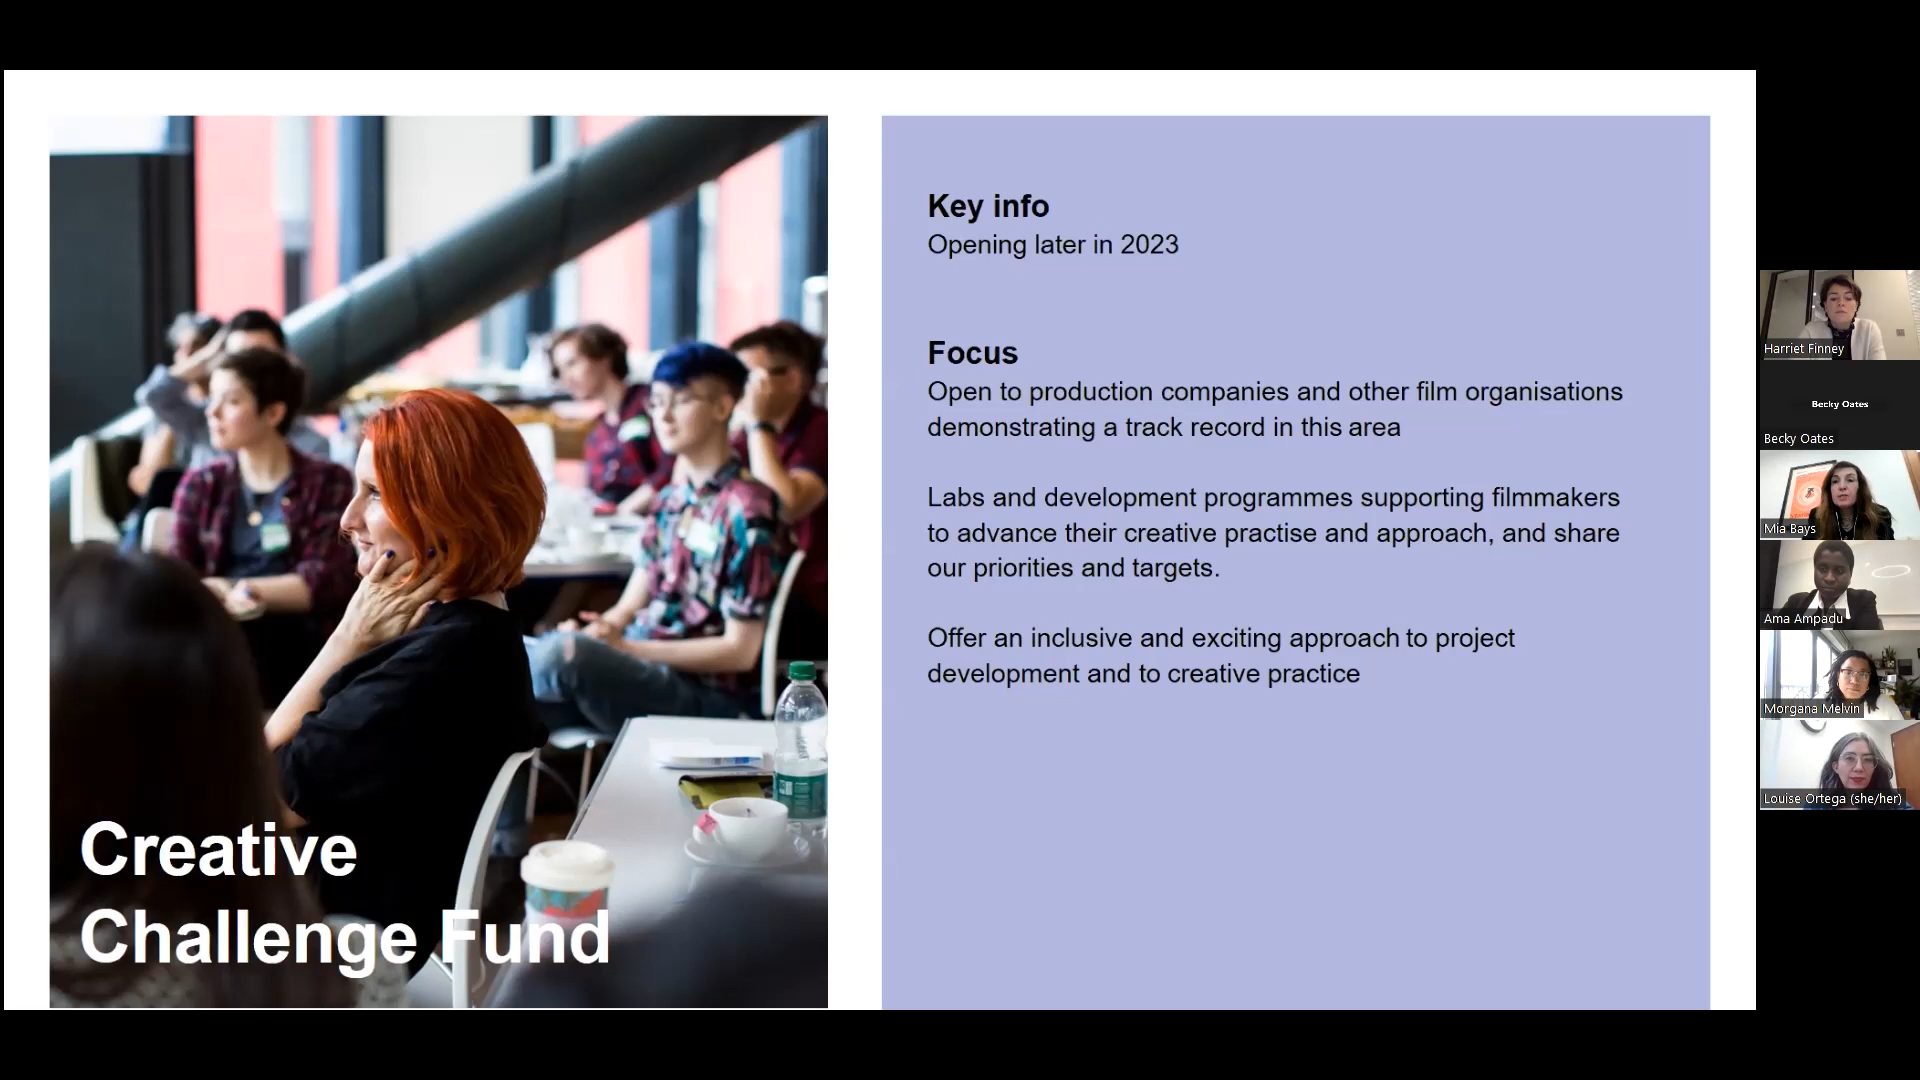 Key info
Opening later in 2023
Focus
Open to production companies and other film organisations
demonstrating a track record in this area
Labs and development programmes supporting filmmakers
to advance their creative practise and approach, and share
our priorities and targets.
Offer an inclusive and exciting approach to project
development and to creative practice
Creative
Challenge Fund
Harriet Finney
Becky Oates
Becky Oates
Mia Bays
Ama Ampadu
Morgana Melvin
Louise Ortega (she/her)